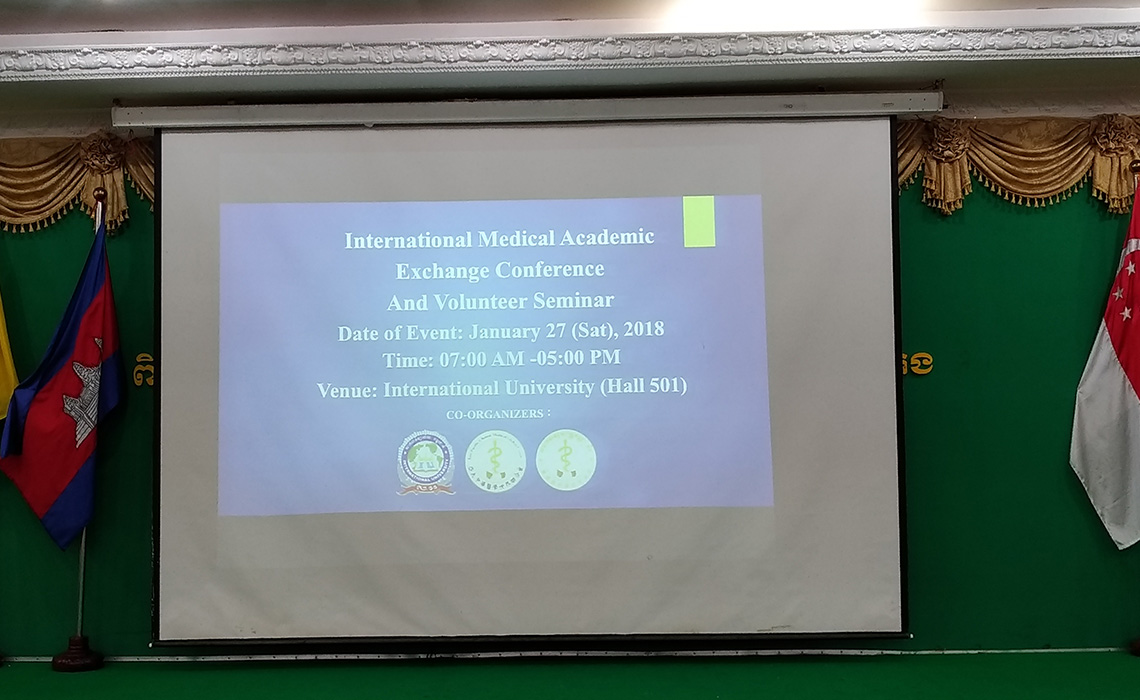 International Medical Academic
Exchange Conference
And Volunteer Seminar
Date of Event: January 27 (Sat), 2018
Time: 07:00 AM -05:00 PM
Venue: International University (Hall 501)
CO-ORGANIZERS :